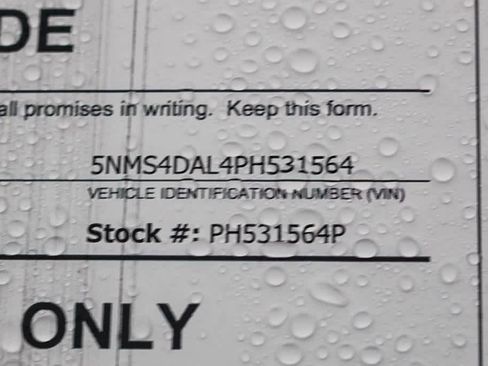 DE
all promises in writing. Keep this form.
5NMS4DAL4PH531564
VEHICLE IDENTIFICATION NUMBER (VIN)
Stock #: PH531564P
ONLY